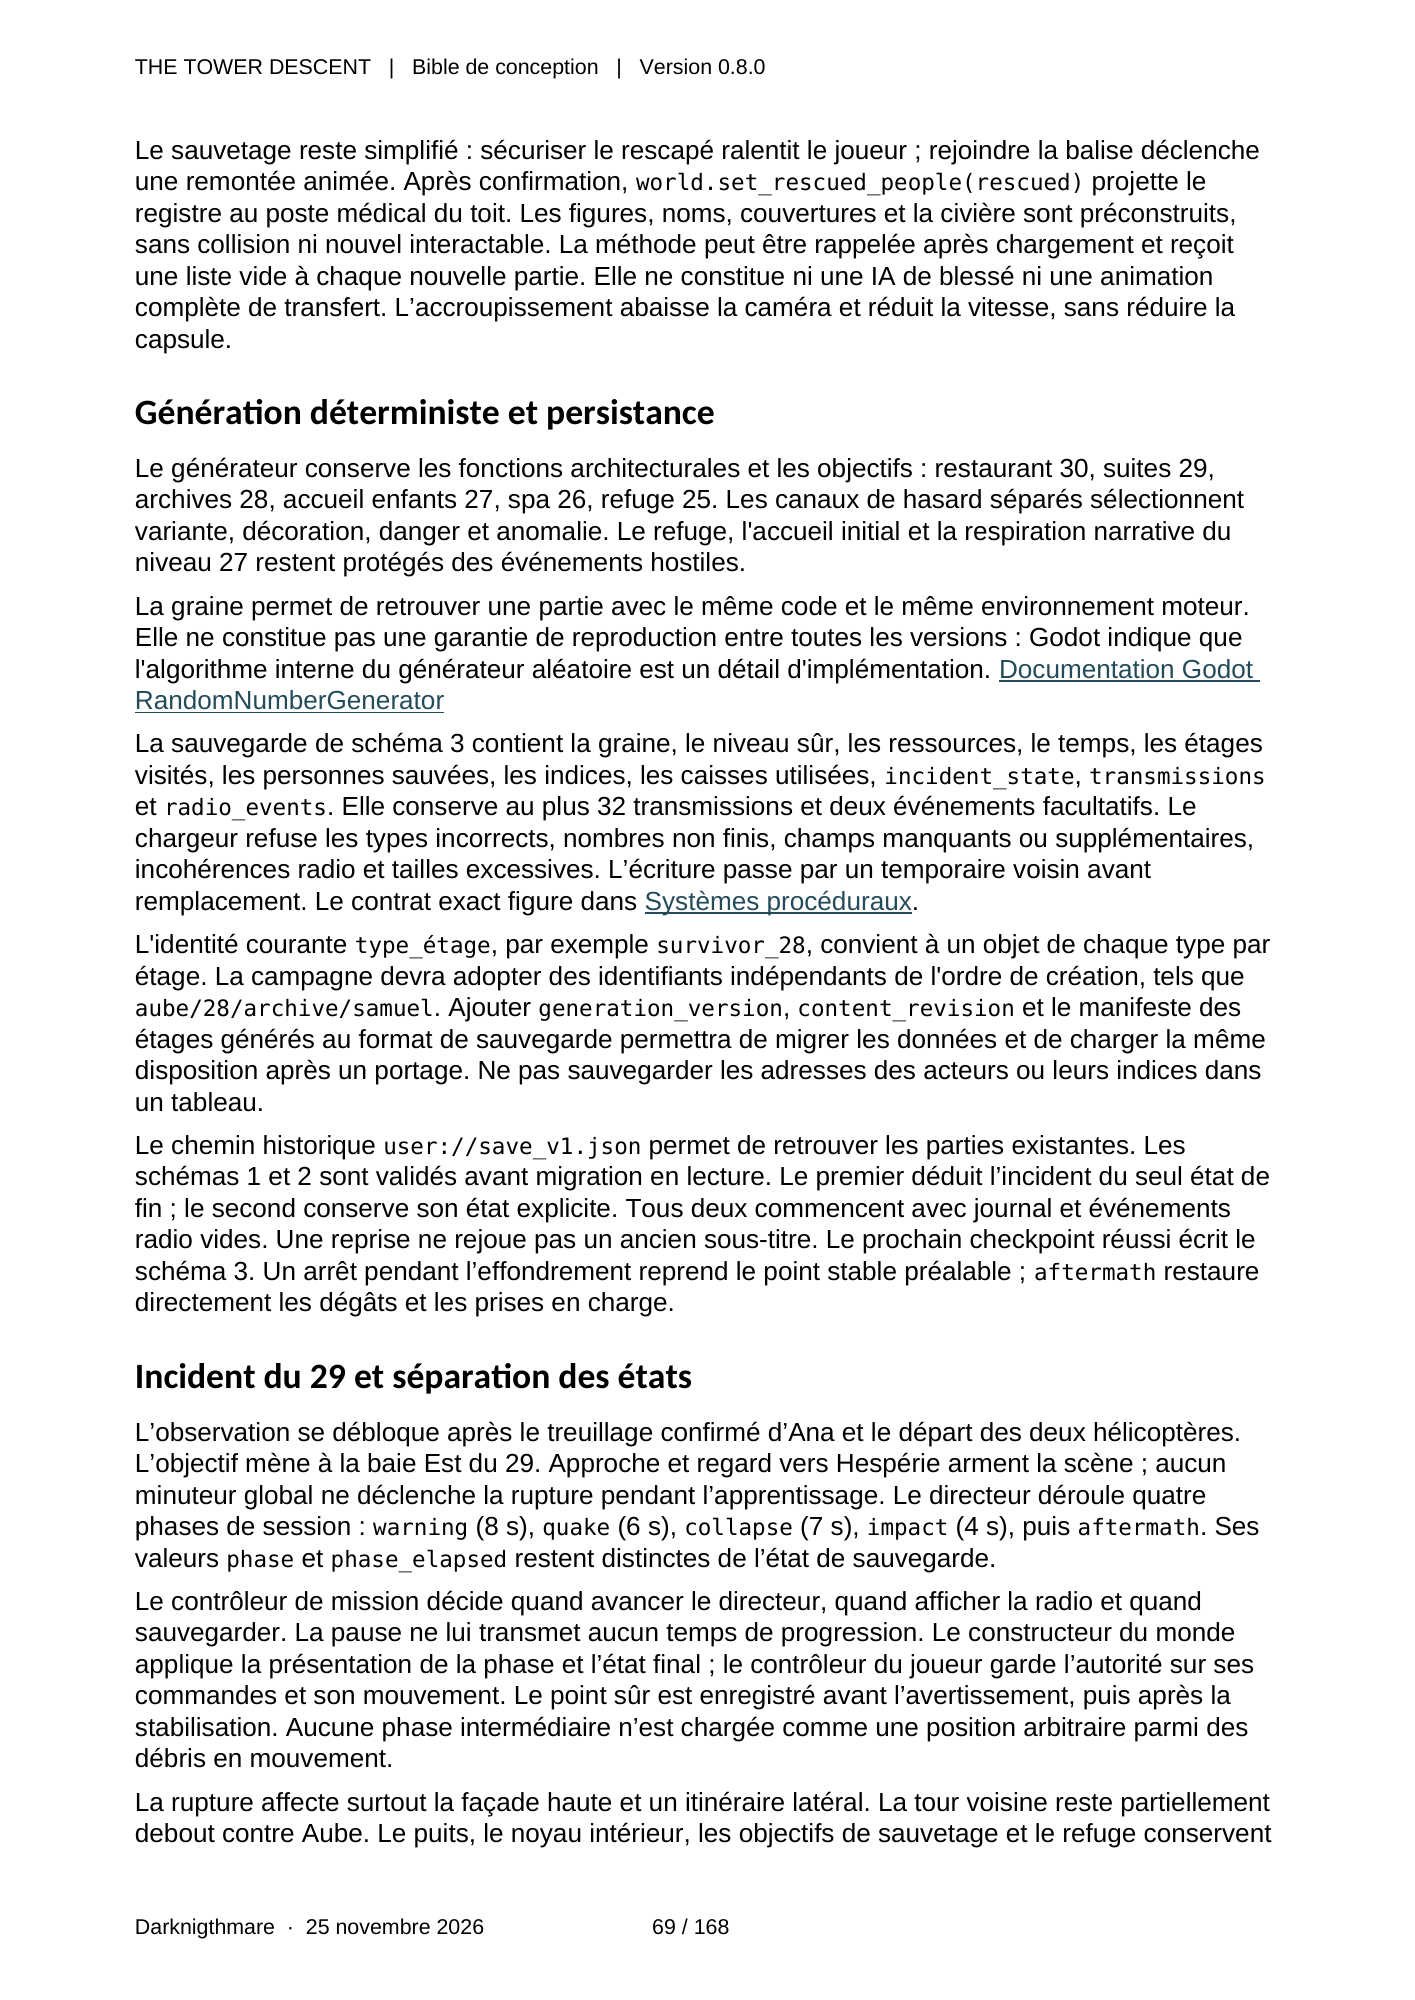 THE TOWER DESCENT | Bible de conception | Version 0.8.0
Le sauvetage reste simplifié : sécuriser le rescapé ralentit le joueur ; rejoindre la balise déclenche
une remontée animée. Après confirmation, world.set_rescued_people(rescued) projette le
registre au poste médical du toit. Les figures, noms, couvertures et la civière sont préconstruits,
sans collision ni nouvel interactable. La méthode peut être rappelée après chargement et reçoit
une liste vide à chaque nouvelle partie. Elle ne constitue ni une IA de blessé ni une animation
complète de transfert. L’accroupissement abaisse la caméra et réduit la vitesse, sans réduire la
capsule.
Génération déterministe et persistance
Le générateur conserve les fonctions architecturales et les objectifs : restaurant 30, suites 29,
archives 28, accueil enfants 27, spa 26, refuge 25. Les canaux de hasard séparés sélectionnent
variante, décoration, danger et anomalie. Le refuge, l'accueil initial et la respiration narrative du
niveau 27 restent protégés des événements hostiles.
La graine permet de retrouver une partie avec le même code et le même environnement moteur.
Elle ne constitue pas une garantie de reproduction entre toutes les versions : Godot indique que
l'algorithme interne du générateur aléatoire est un détail d'implémentation. Documentation Godot
RandomNumberGenerator
La sauvegarde de schéma 3 contient la graine, le niveau sûr, les ressources, le temps, les étages
visités, les personnes sauvées, les indices, les caisses utilisées, incident_state, transmissions
et radio_events. Elle conserve au plus 32 transmissions et deux événements facultatifs. Le
chargeur refuse les types incorrects, nombres non finis, champs manquants ou supplémentaires,
incohérences radio et tailles excessives. L’écriture passe par un temporaire voisin avant
remplacement. Le contrat exact figure dans Systèmes procéduraux.
L'identité courante type_étage, par exemple survivor_28, convient à un objet de chaque type par
étage. La campagne devra adopter des identifiants indépendants de l'ordre de création, tels que
aube/28/archive/samuel. Ajouter generation_version, content_revision et le manifeste des
étages générés au format de sauvegarde permettra de migrer les données et de charger la même
disposition après un portage. Ne pas sauvegarder les adresses des acteurs ou leurs indices dans
un tableau.
Le chemin historique user://save_v1.json permet de retrouver les parties existantes. Les
schémas 1 et 2 sont validés avant migration en lecture. Le premier déduit l’incident du seul état de
fin ; le second conserve son état explicite. Tous deux commencent avec journal et événements
radio vides. Une reprise ne rejoue pas un ancien sous-titre. Le prochain checkpoint réussi écrit le
schéma 3. Un arrêt pendant l’effondrement reprend le point stable préalable ; aftermath restaure
directement les dégâts et les prises en charge.
Incident du 29 et séparation des états
L’observation se débloque après le treuillage confirmé d’Ana et le départ des deux hélicoptères.
L’objectif mène à la baie Est du 29. Approche et regard vers Hespérie arment la scène ; aucun
minuteur global ne déclenche la rupture pendant l’apprentissage. Le directeur déroule quatre
phases de session : warning (8 s), quake (6 s), collapse (7 s), impact (4 s), puis aftermath. Ses
valeurs phase et phase_elapsed restent distinctes de l’état de sauvegarde.
Le contrôleur de mission décide quand avancer le directeur, quand afficher la radio et quand
sauvegarder. La pause ne lui transmet aucun temps de progression. Le constructeur du monde
applique la présentation de la phase et l’état final ; le contrôleur du joueur garde l’autorité sur ses
commandes et son mouvement. Le point sûr est enregistré avant l’avertissement, puis après la
stabilisation. Aucune phase intermédiaire n’est chargée comme une position arbitraire parmi des
débris en mouvement.
La rupture affecte surtout la façade haute et un itinéraire latéral. La tour voisine reste partiellement
debout contre Aube. Le puits, le noyau intérieur, les objectifs de sauvetage et le refuge conservent
Darknigthmare · 25 novembre 2026 69 / 168